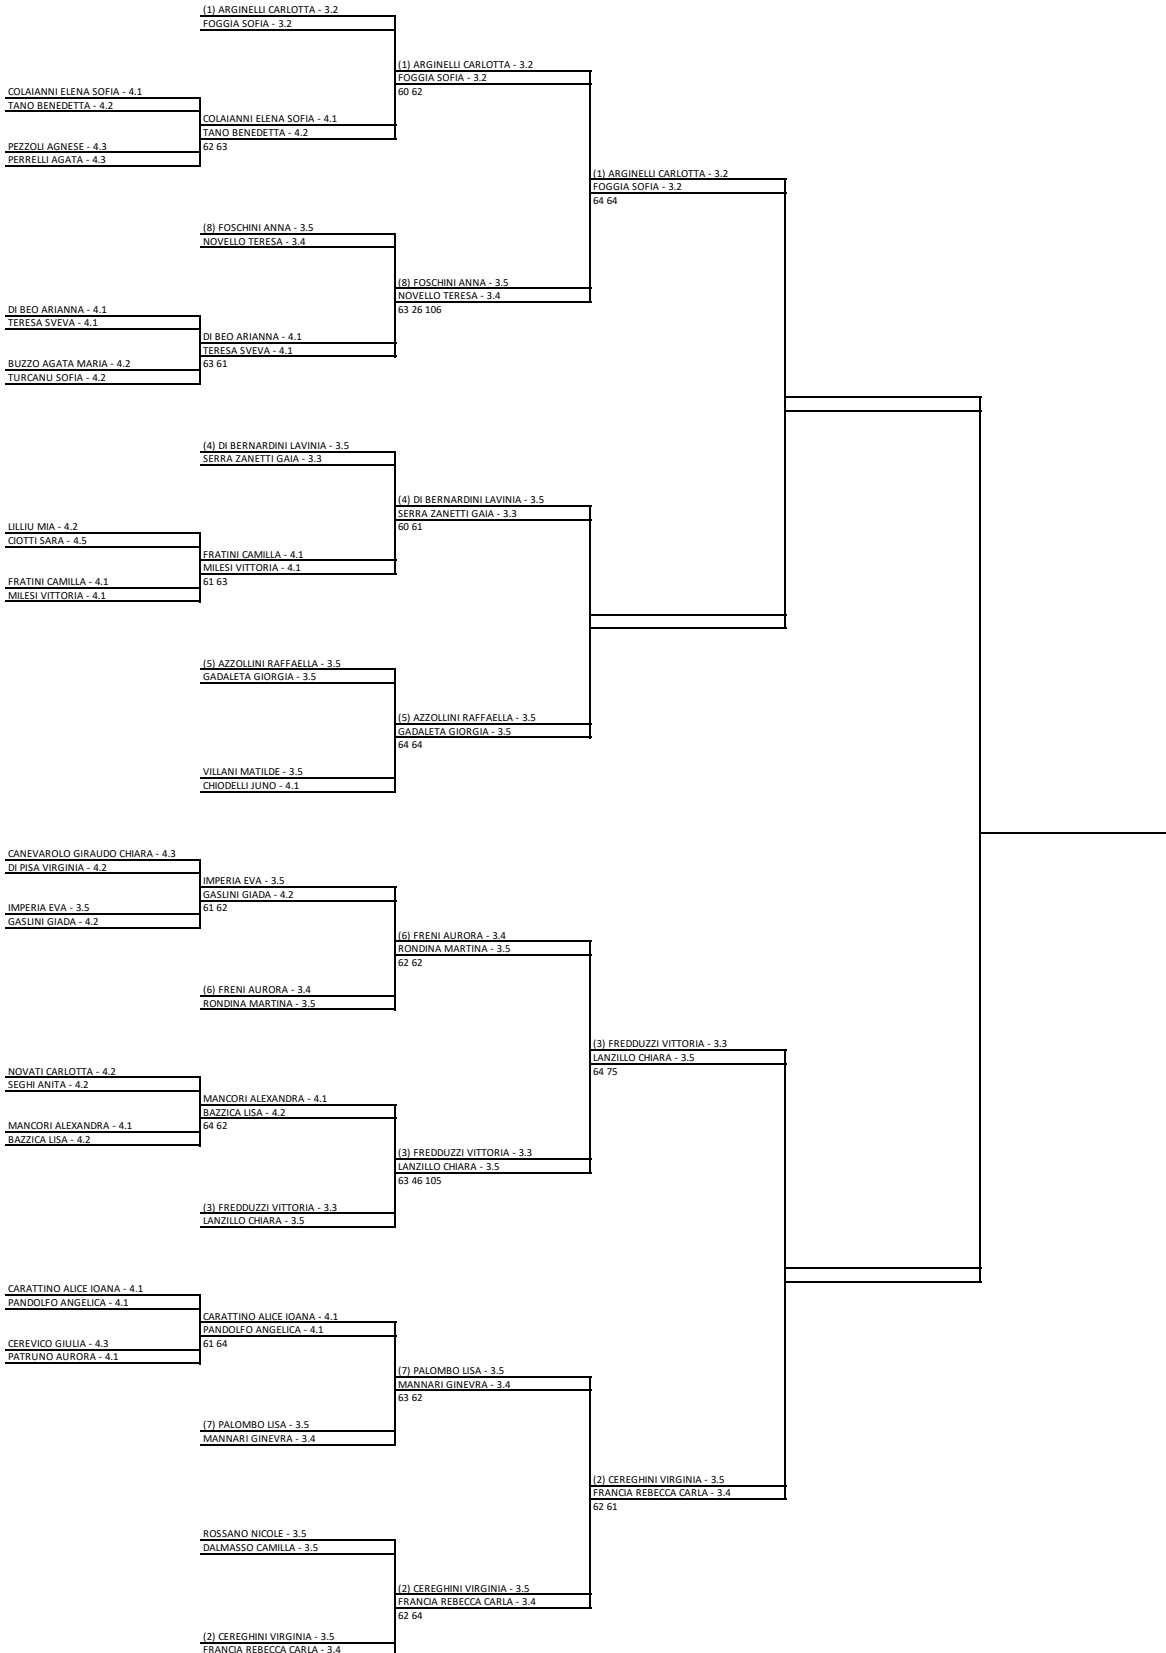 (1) ARGINELLI CARLOTTA - 3.2
FOGGIA SOFIA - 3.2
(1) ARGINELLI CARLOTTA - 3.2
FOGGIA SOFIA - 3.2
60 62
COLAIANNI ELENA SOFIA - 4.1
TANO BENEDETTA - 4.2
COLAIANNI ELENA SOFIA - 4.1
TANO BENEDETTA - 4.2
62 63
PEZZOLI AGNESE - 4.3
PERRELLI AGATA - 4.3
(1) ARGINELLI CARLOTTA - 3.2
FOGGIA SOFIA - 3.2
64 64
(8) FOSCHINI ANNA - 3.5
NOVELLO TERESA - 3.4
(8) FOSCHINI ANNA - 3.5
NOVELLO TERESA - 3.4
63 26 106
DI BEO ARIANNA - 4.1
TERESA SVEVA - 4.1
DI BEO ARIANNA - 4.1
TERESA SVEVA - 4.1
63 61
BUZZO AGATA MARIA - 4.2
TURCANU SOFIA - 4.2
(4) DI BERNARDINI LAVINIA - 3.5
SERRA ZANETTI GAIA - 3.3
(4) DI BERNARDINI LAVINIA - 3.5
SERRA ZANETTI GAIA - 3.3
60 61
LILLIU MIA - 4.2
CIOTTI SARA - 4.5
FRATINI CAMILLA - 4.1
MILESI VITTORIA - 4.1
61 63
FRATINI CAMILLA - 4.1
MILESI VITTORIA - 4.1
(5) AZZOLLINI RAFFAELLA - 3.5
GADALETA GIORGIA - 3.5
(5) AZZOLLINI RAFFAELLA - 3.5
GADALETA GIORGIA - 3.5
64 64
VILLANI MATILDE - 3.5
CHIODELLI JUNO - 4.1
CANEVAROLO GIRAUDO CHIARA - 4.3
DI PISA VIRGINIA - 4.2
IMPERIA EVA - 3.5
GASLINI GIADA - 4.2
61 62
IMPERIA EVA - 3.5
GASLINI GIADA - 4.2
(6) FRENI AURORA - 3.4
RONDINA MARTINA - 3.5
62 62
(6) FRENI AURORA - 3.4
RONDINA MARTINA - 3.5
(3) FREDDUZZI VITTORIA - 3.3
LANZILLO CHIARA - 3.5
64 75
NOVATI CARLOTTA - 4.2
SEGHI ANITA - 4.2
MANCORI ALEXANDRA - 4.1
BAZZICA LISA - 4.2
64 62
MANCORI ALEXANDRA - 4.1
BAZZICA LISA - 4.2
(3) FREDDUZZI VITTORIA - 3.3
LANZILLO CHIARA - 3.5
63 46 105
(3) FREDDUZZI VITTORIA - 3.3
LANZILLO CHIARA - 3.5
CARATTINO ALICE IOANA - 4.1
PANDOLFO ANGELICA - 4.1
CARATTINO ALICE IOANA - 4.1
PANDOLFO ANGELICA - 4.1
61 64
CEREVICO GIULIA - 4.3
PATRUNO AURORA - 4.1
(7) PALOMBO LISA - 3.5
MANNARI GINEVRA - 3.4
63 62
(7) PALOMBO LISA - 3.5
MANNARI GINEVRA - 3.4
(2) CEREGHINI VIRGINIA - 3.5
FRANCIA REBECCA CARLA - 3.4
62 61
ROSSANO NICOLE - 3.5
DALMASSO CAMILLA - 3.5
(2) CEREGHINI VIRGINIA - 3.5
FRANCIA REBECCA CARLA - 3.4
62 64
(2) CEREGHINI VIRGINIA - 3.5
FRANCIA REBECCA CARLA - 3.4